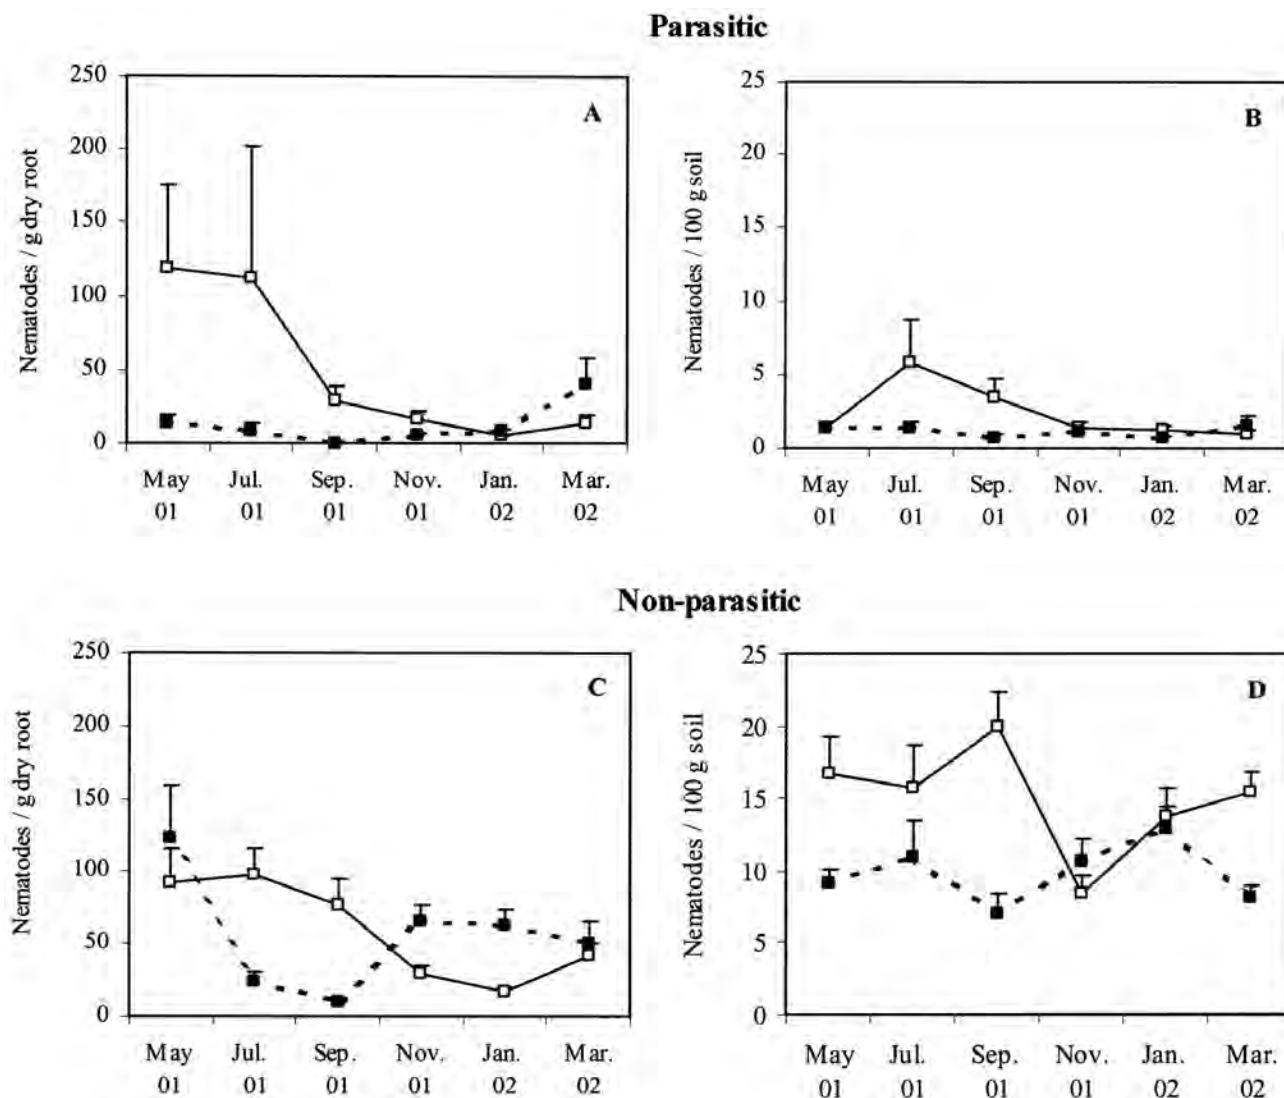 Parasitic
A
Nematodes / g dry root
250
200
150
100
50
0
May Jul. Sep. Nov. Jan. Mar.
01 01 01 01 02 02
B
Nematodes / 100 g soil
25
20
15
10
5
0
May Jul. Sep. Nov. Jan. Mar.
01 01 01 01 02 02
Non-parasitic
C
Nematodes / g dry root
250
200
150
100
50
0
May Jul. Sep. Nov. Jan. Mar.
01 01 01 01 02 02
D
Nematodes / 100 g soil
25
20
15
10
5
0
May Jul. Sep. Nov. Jan. Mar.
01 01 01 01 02 02